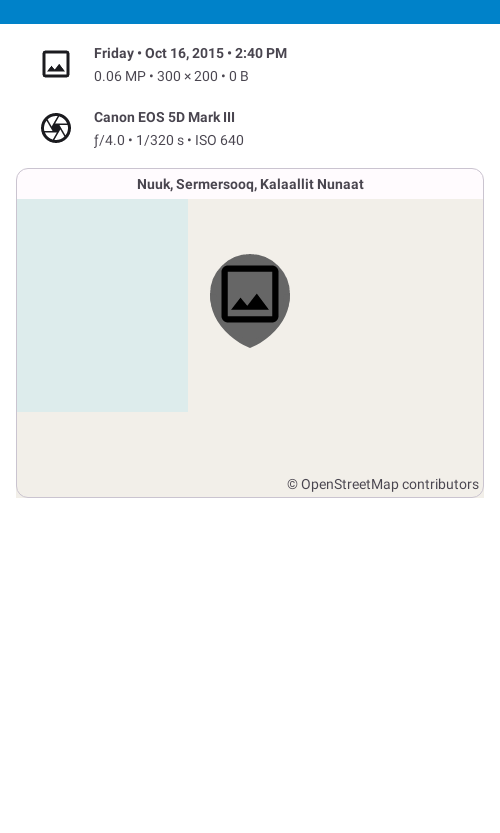 Friday • Oct 16, 2015 • 2:40 PM
0.06 MP • 300 × 200 • 0 B
Canon EOS 5D Mark III
ƒ/4.0 • 1/320 s • ISO 640
Nuuk, Sermersooq, Kalaallit Nunaat
© OpenStreetMap contributors